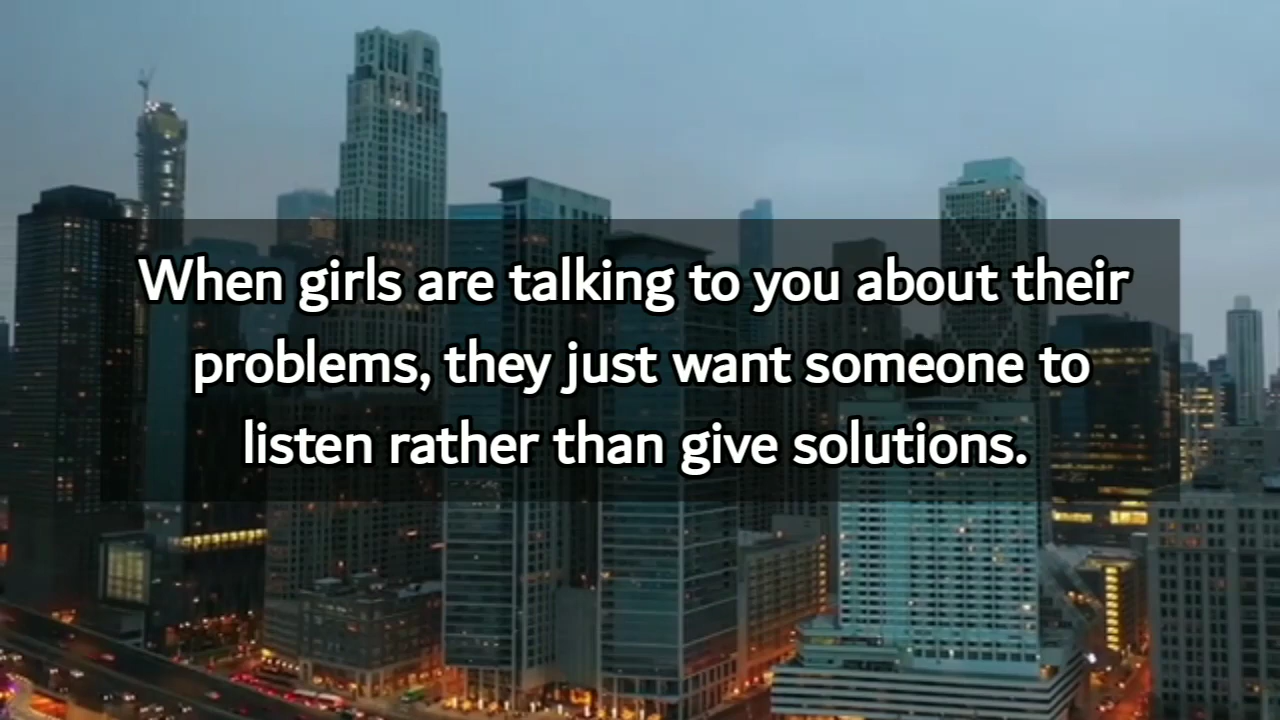 When girls are talking to you about their
problems, they just want someone to
listen rather than give solutions.